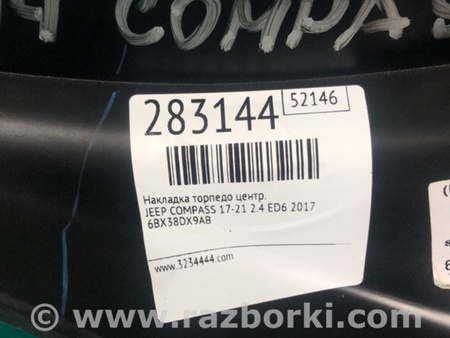 COMPAS
283144
52146
Накладка торпедо центр.
JEEP COMPASS 17-21 2.4 ED6 2017
6BX38DX9AB
www.3234444.com
www.razborki.com